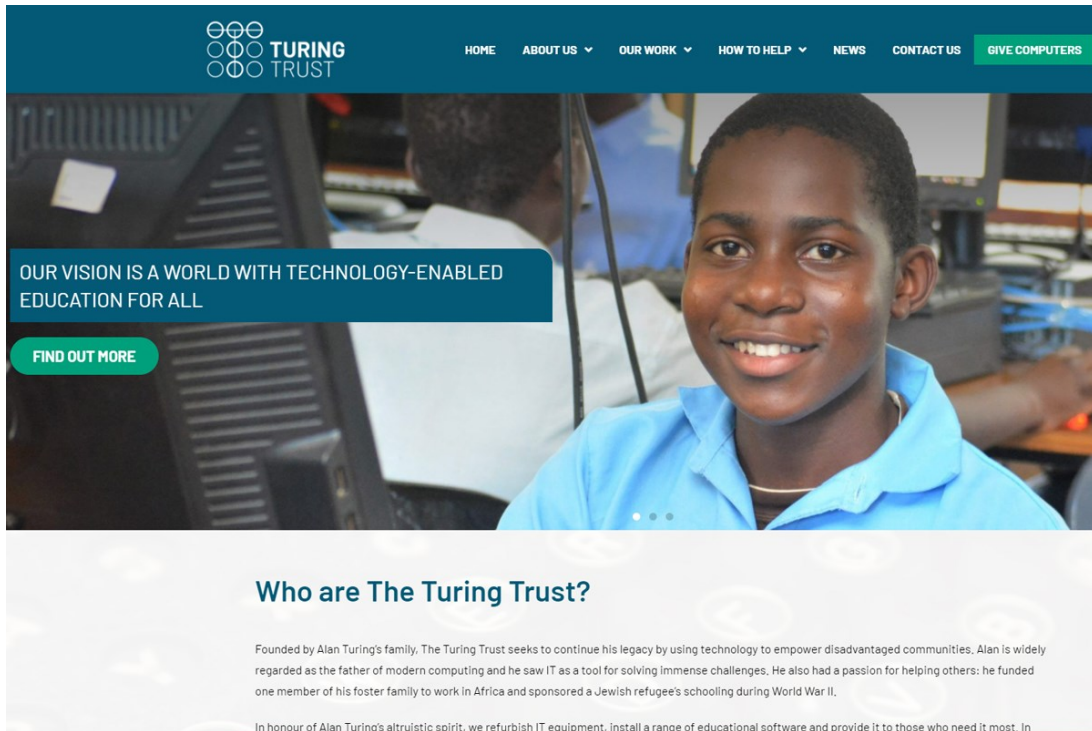 TURING
TRUST
HOME ABOUT US OUR WORK HOW TO HELP NEWS CONTACT US GIVE COMPUTERS
OUR VISION IS A WORLD WITH TECHNOLOGY-ENABLED
EDUCATION FOR ALL
FIND OUT MORE
Who are The Turing Trust?
Founded by Alan Turing's family, The Turing Trust seeks to continue his legacy by using technology to empower disadvantaged communities. Alan is widely
regarded as the father of modern computing and he saw IT as a tool for solving immense challenges. He also had a passion for helping others: he funded
one member of his foster family to work in Africa and sponsored a Jewish refugee's schooling during World War II.
In honour of Alan Turing's altruistic spirit, we refurbish IT equipment, install a range of educational software and provide it to those who need it most. In